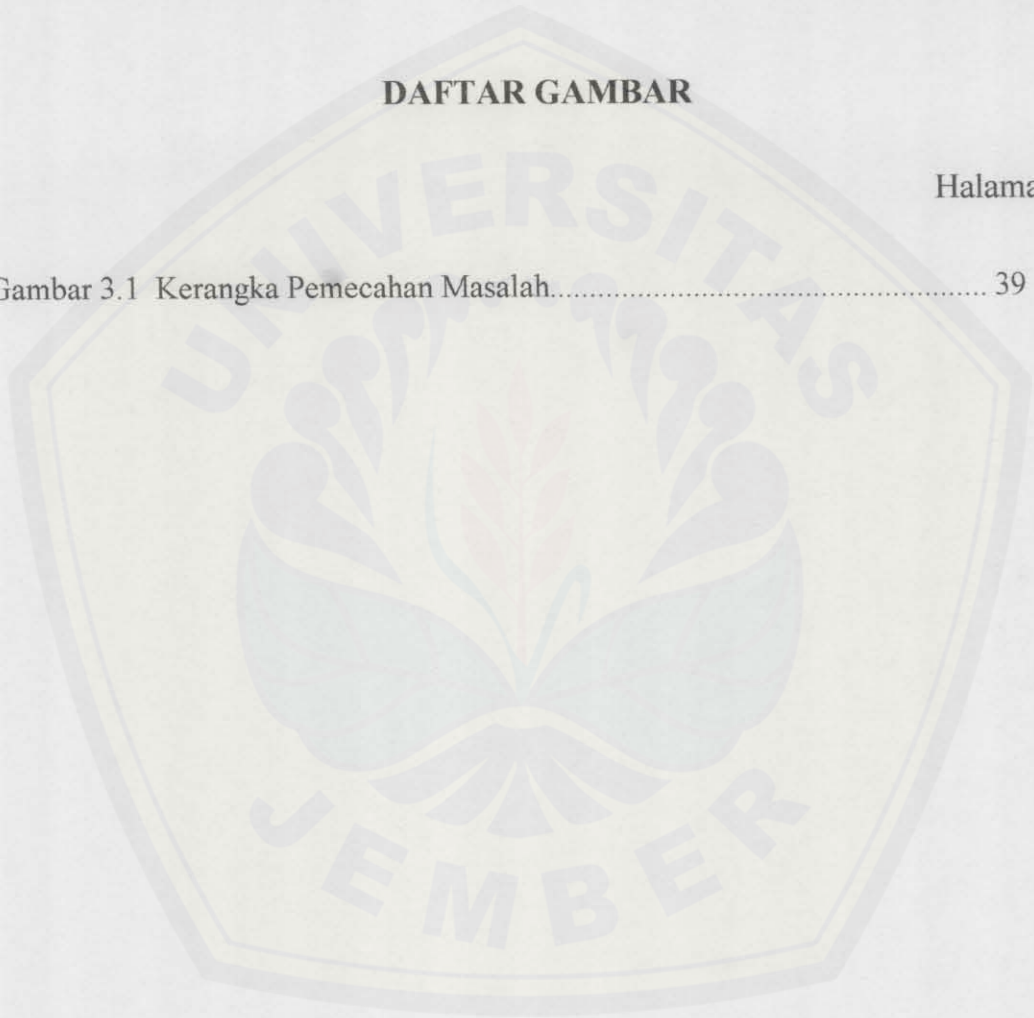 DAFTAR GAMBAR
Halama
Gambar 3.1 Kerangka Pemecahan Masalah.......................................................... 39
UNIVERSITAS
JEMBER